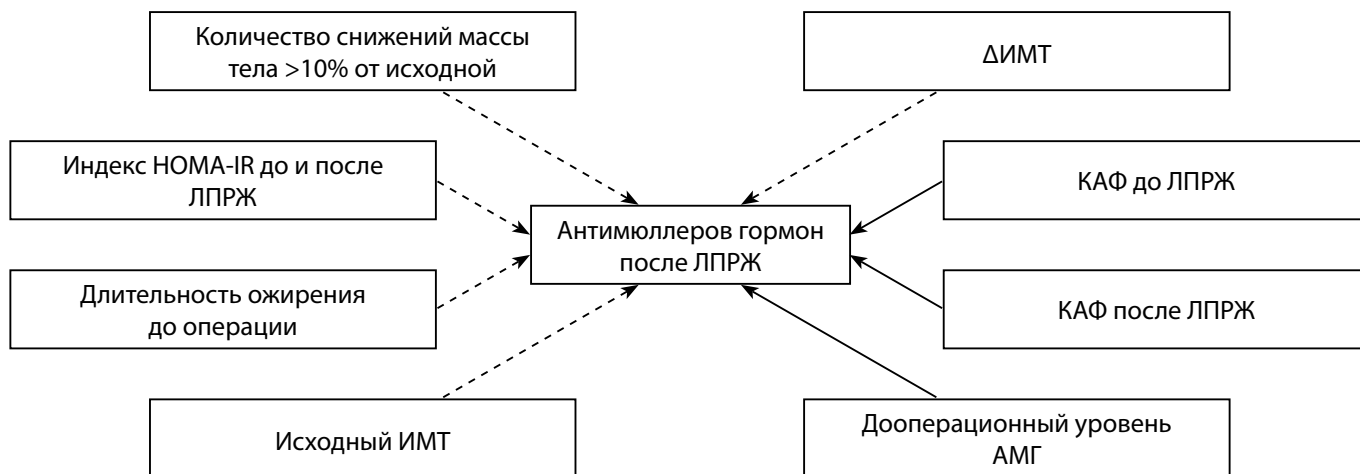 Количество снижений массы
тела >10% от исходной
ΔИМТ
Индекс HOMA-IR до и после
ЛПРЖ
КАФ до ЛПРЖ
Антимюллеров гормон
после ЛПРЖ
Длительность ожирения
до операции
КАФ после ЛПРЖ
Исходный ИМТ
Дооперационный уровень
АМГ